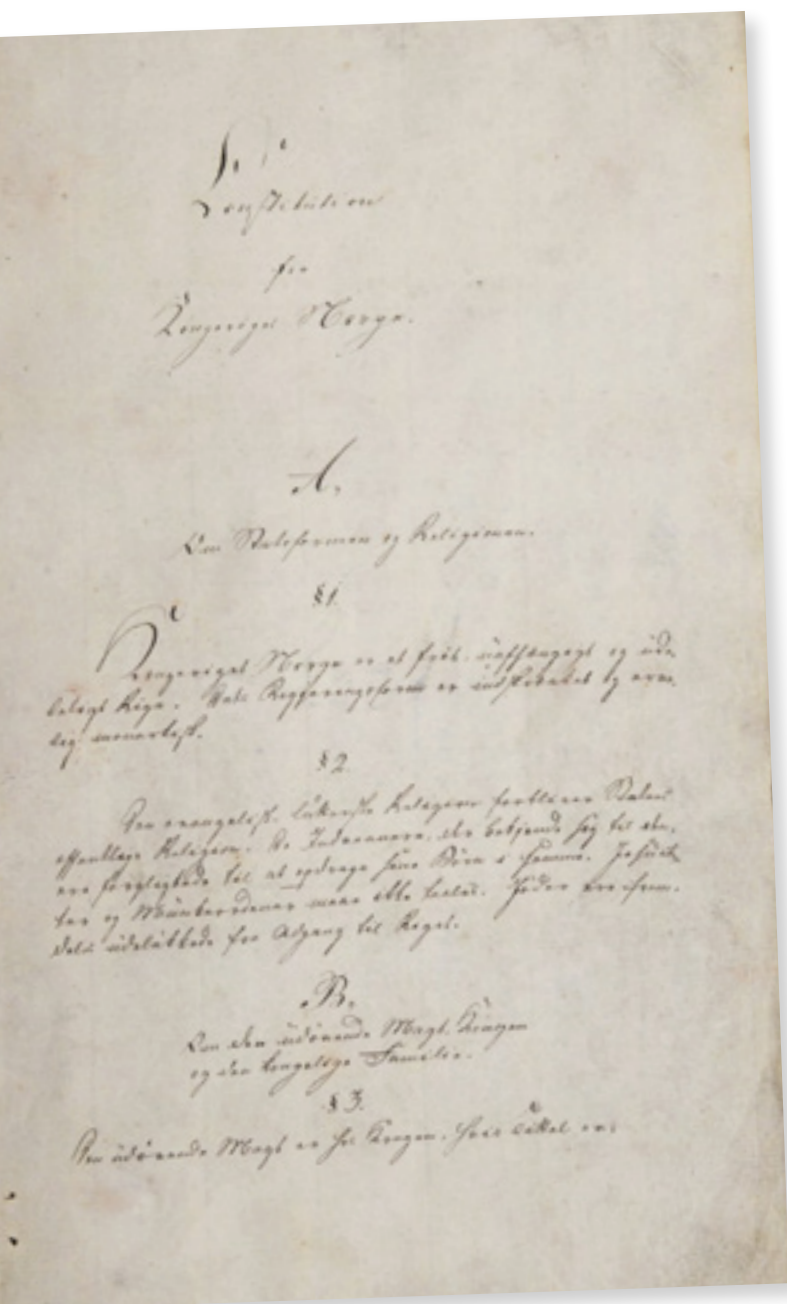 Constitution
for
Kongeriget Norge.
A.
Om Statsformen og Religionen.
§ 1.
Kongeriget Norge er et frit, uafhængigt og ude-
leligt Rige. Dets Regjeringsform er indskrænket og arve-
lig monarkisk.
§ 2.
Den evangelisk-lutherske Religion forbliver Statens
offentlige Religion. De Indvaanere, der bekjende sig til den,
ere forpligtede til at opdrage sine Børn i samme. Jesuit-
ter og Munkeordener maae ikke taales. Jøder ere frem-
deles udelukkede fra Adgang til Riget.
B.
Om den udøvende Magt, Kongen
og den kongelige Familie.
§ 3.
Den udøvende Magt er hos Kongen, hvis Titel er: